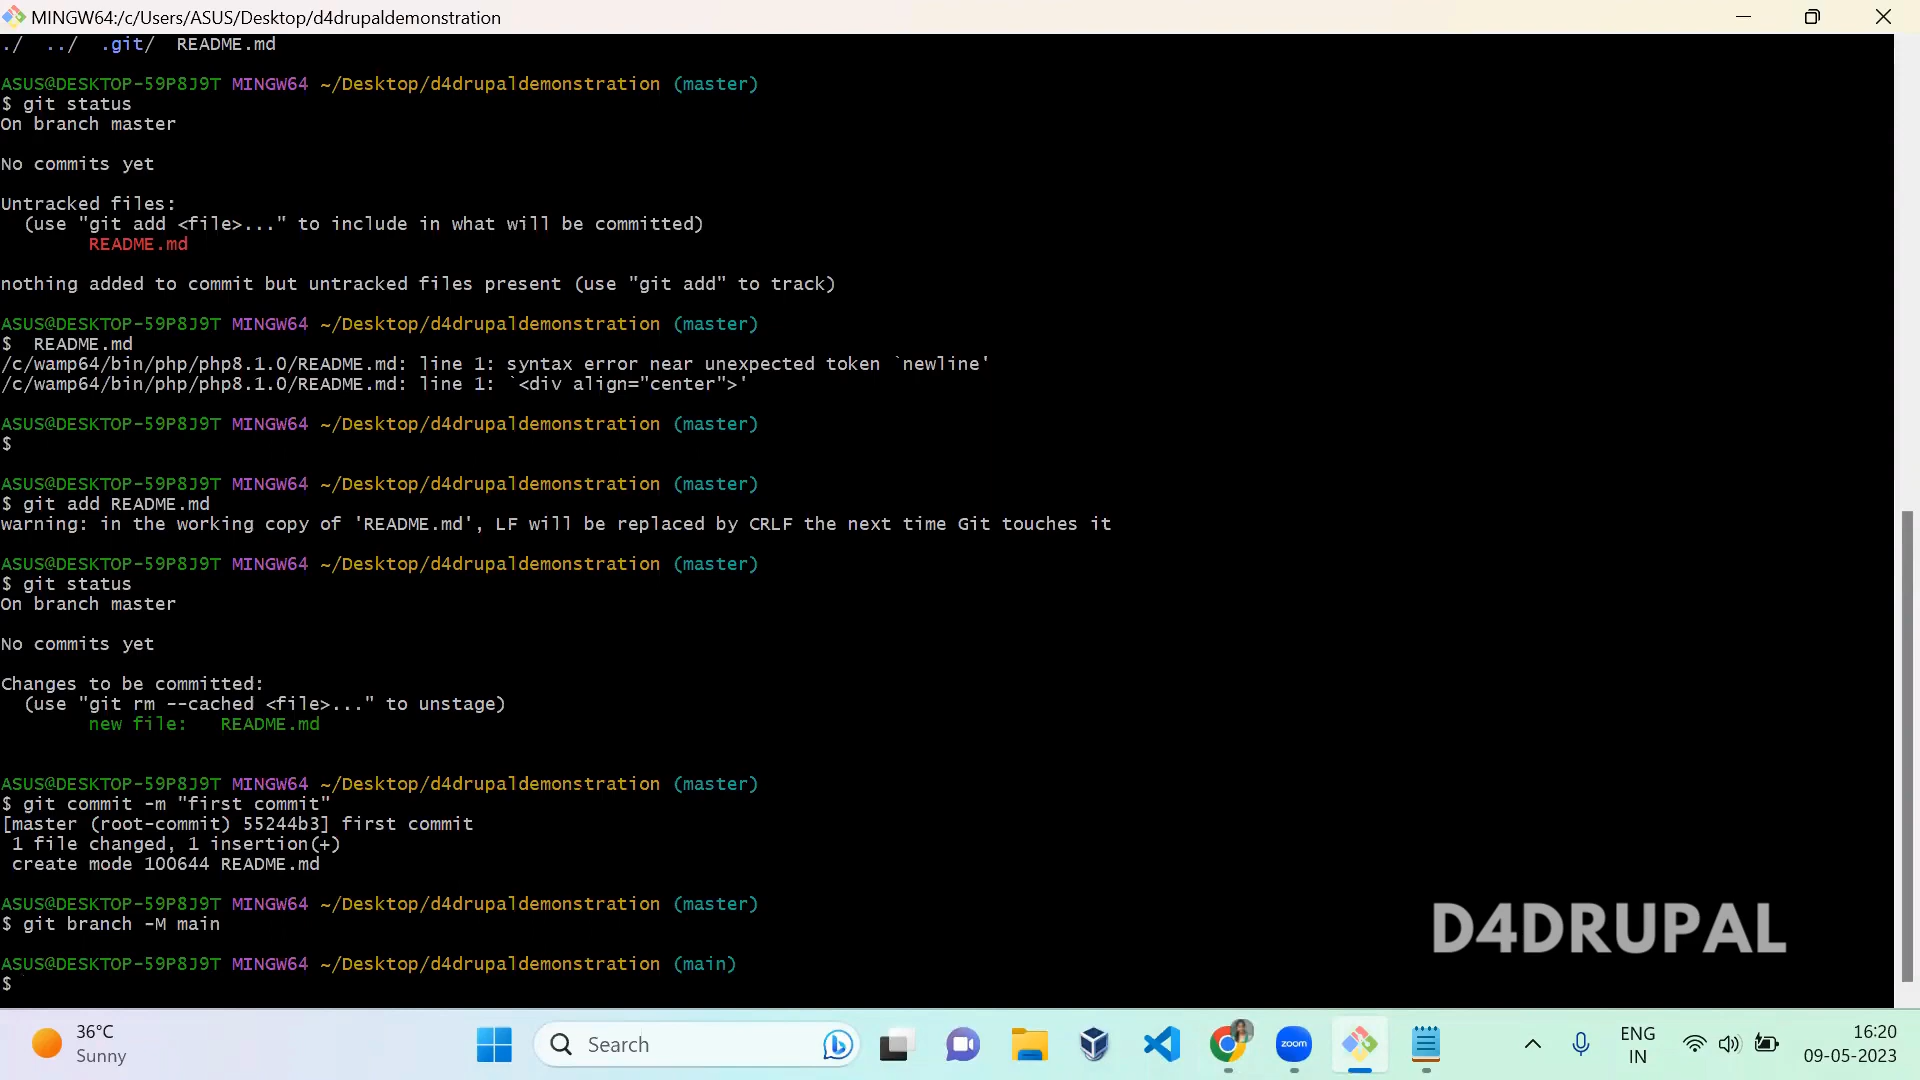 MINGW64:/c/Users/ASUS/Desktop/d4drupaldemonstration
./  ../  .git/  README.md
ASUS@DESKTOP-59P8J9T MINGW64 ~/Desktop/d4drupaldemonstration (master)
$ git status
On branch master
No commits yet
Untracked files:
  (use "git add <file>..." to include in what will be committed)
        README.md
nothing added to commit but untracked files present (use "git add" to track)
ASUS@DESKTOP-59P8J9T MINGW64 ~/Desktop/d4drupaldemonstration (master)
$  README.md
/c/wamp64/bin/php/php8.1.0/README.md: line 1: syntax error near unexpected token `newline'
/c/wamp64/bin/php/php8.1.0/README.md: line 1: `<div align="center">'
ASUS@DESKTOP-59P8J9T MINGW64 ~/Desktop/d4drupaldemonstration (master)
$
ASUS@DESKTOP-59P8J9T MINGW64 ~/Desktop/d4drupaldemonstration (master)
$ git add README.md
warning: in the working copy of 'README.md', LF will be replaced by CRLF the next time Git touches it
ASUS@DESKTOP-59P8J9T MINGW64 ~/Desktop/d4drupaldemonstration (master)
$ git status
On branch master
No commits yet
Changes to be committed:
  (use "git rm --cached <file>..." to unstage)
        new file:   README.md
ASUS@DESKTOP-59P8J9T MINGW64 ~/Desktop/d4drupaldemonstration (master)
$ git commit -m "first commit"
[master (root-commit) 55244b3] first commit
 1 file changed, 1 insertion(+)
 create mode 100644 README.md
ASUS@DESKTOP-59P8J9T MINGW64 ~/Desktop/d4drupaldemonstration (master)
$ git branch -M main
ASUS@DESKTOP-59P8J9T MINGW64 ~/Desktop/d4drupaldemonstration (main)
$
D4DRUPAL
36°C
Sunny
Search
zoom
ENG
IN
16:20
09-05-2023